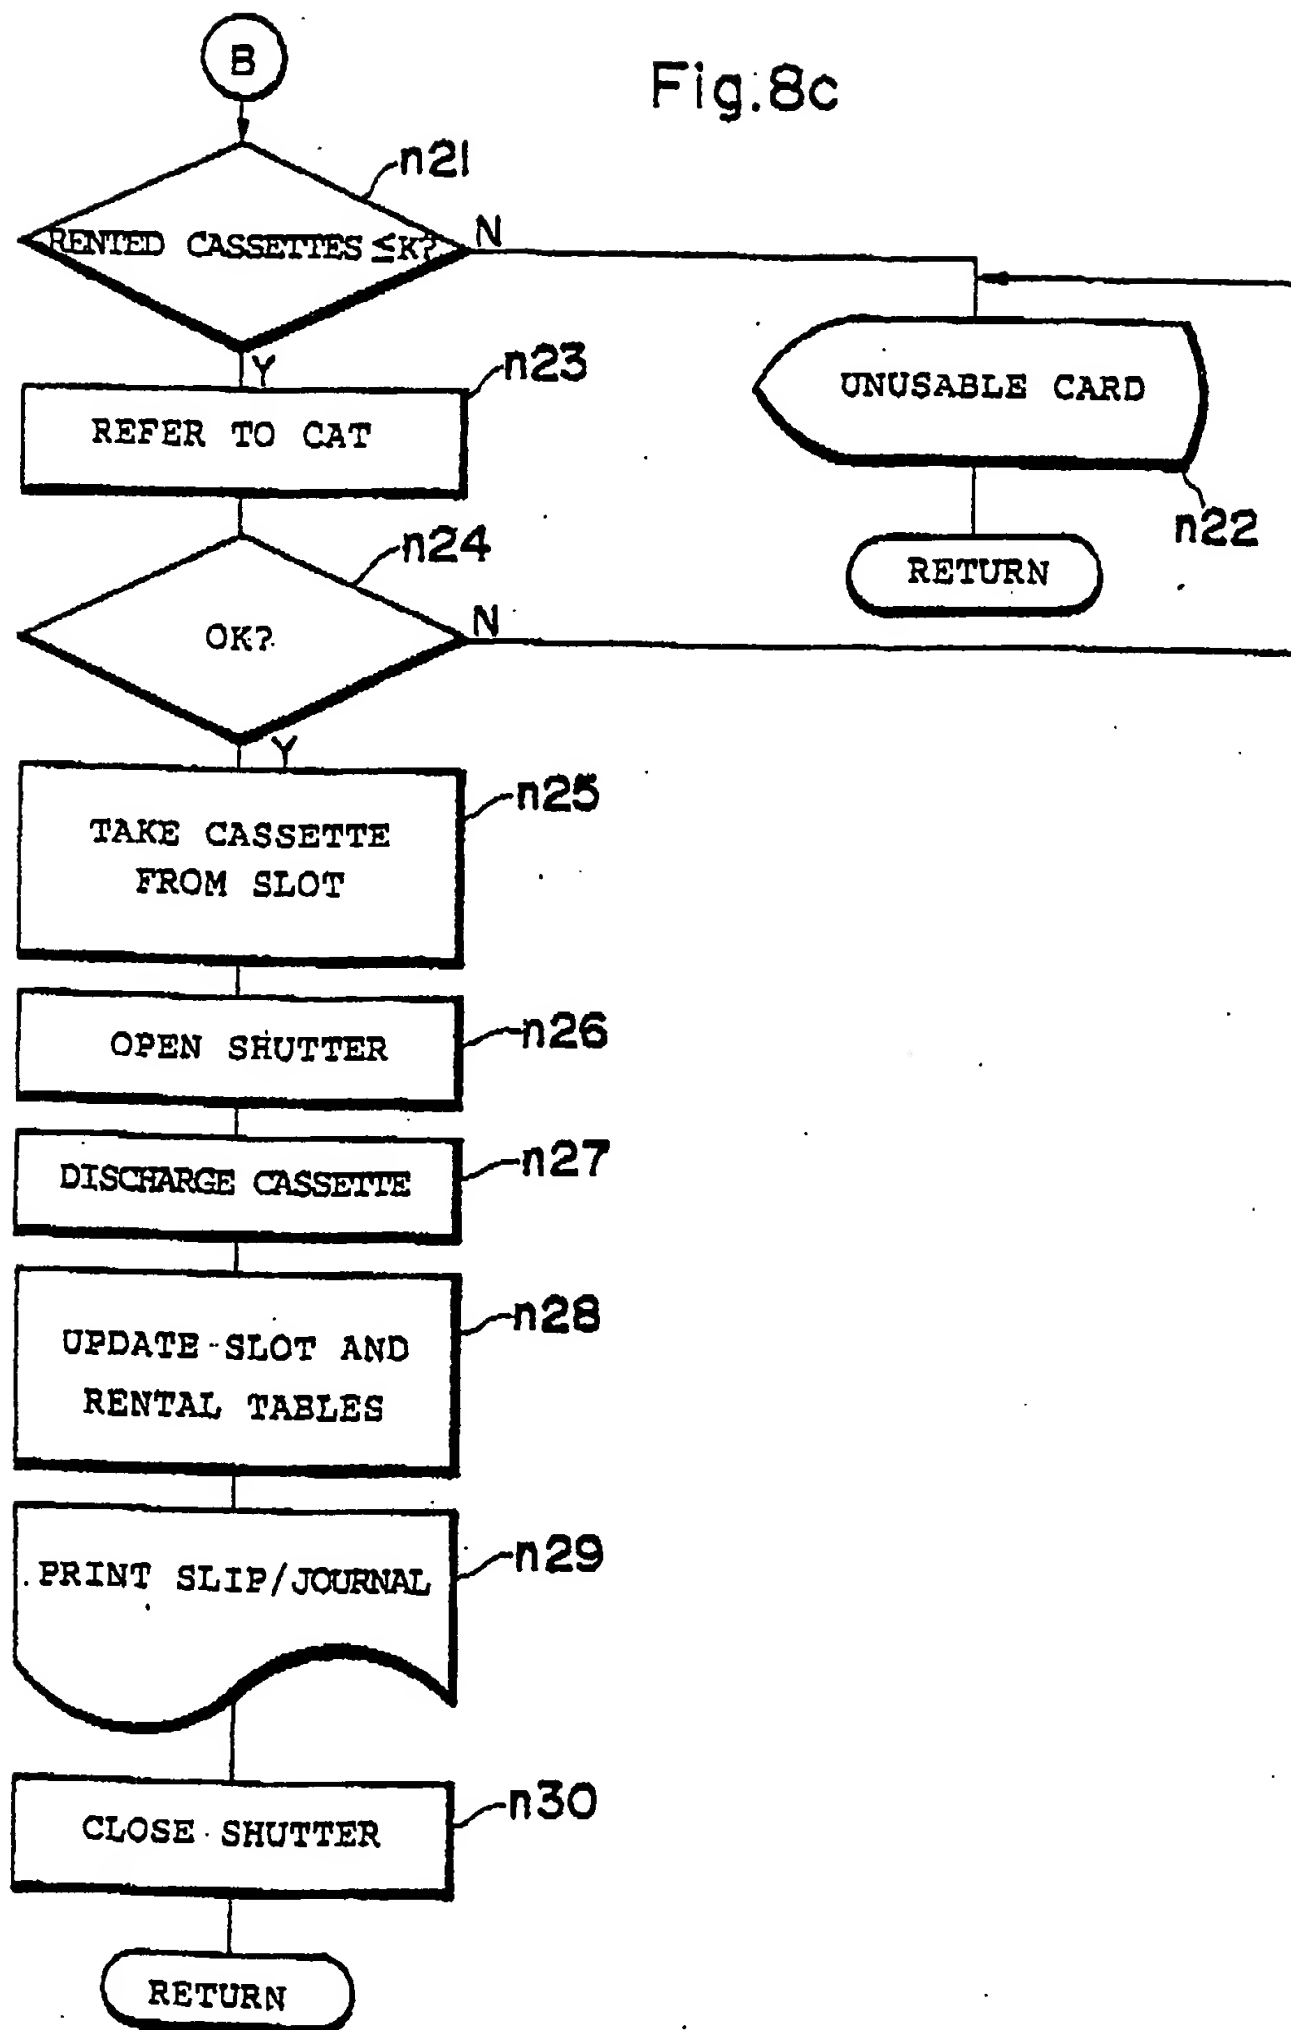 B
Fig.8c
n21
RENTED CASSETTES ≤K?
N
Y
n23
REFER TO CAT
UNUSABLE CARD
n22
RETURN
n24
OK?
N
Y
n25
TAKE CASSETTE
FROM SLOT
n26
OPEN SHUTTER
n27
DISCHARGE CASSETTE
n28
UPDATE SLOT AND
RENTAL TABLES
n29
PRINT SLIP/JOURNAL
n30
CLOSE SHUTTER
RETURN